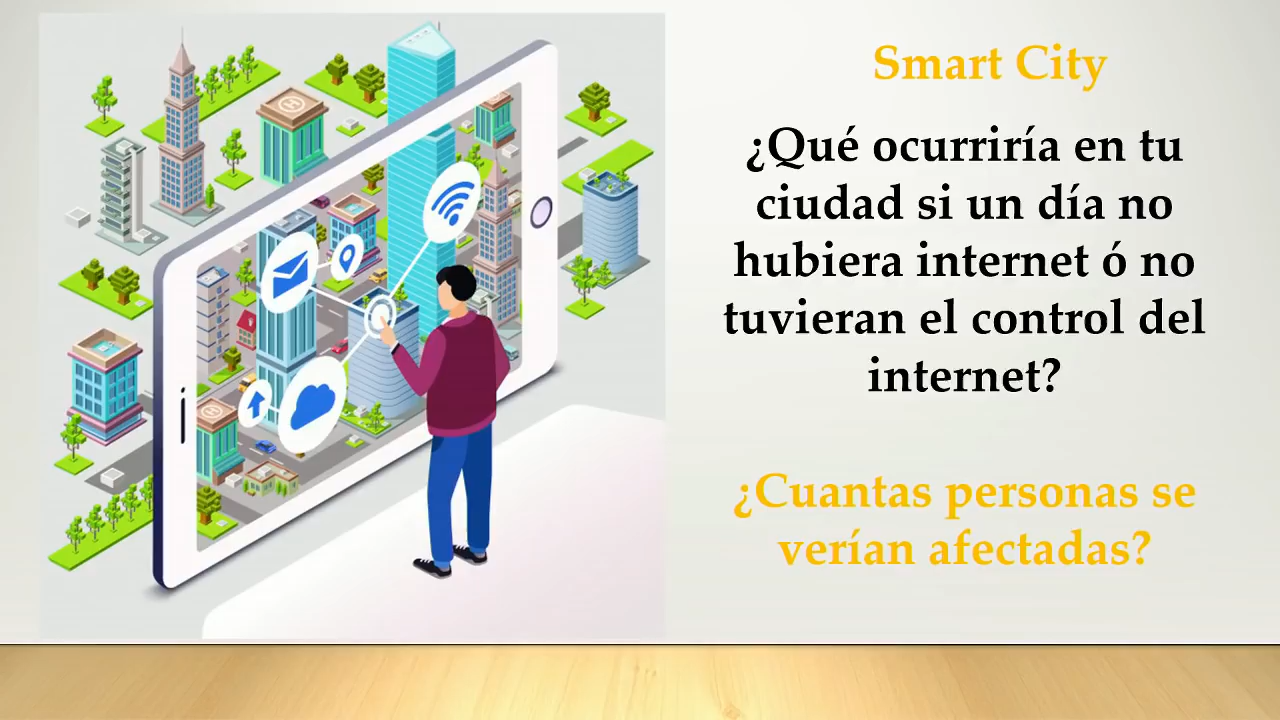 Smart City
¿Qué ocurriría en tu
ciudad si un día no
hubiera internet ó no
tuvieran el control del
internet?
¿Cuantas personas se
verían afectadas?